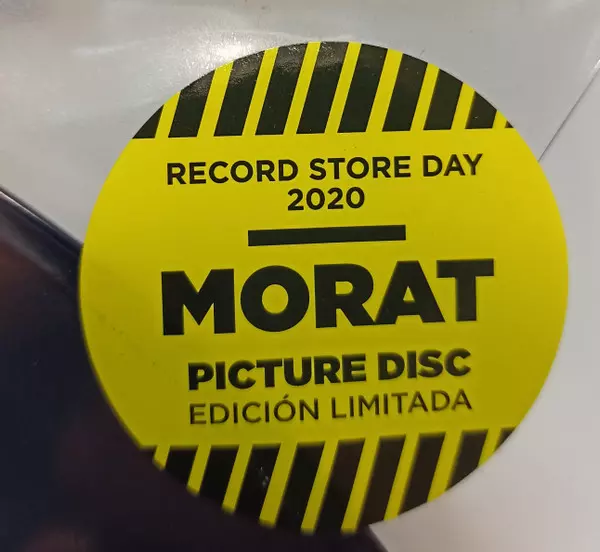 RECORD STORE DAY
2020
MORAT
PICTURE DISC
EDICIÓN LIMITADA